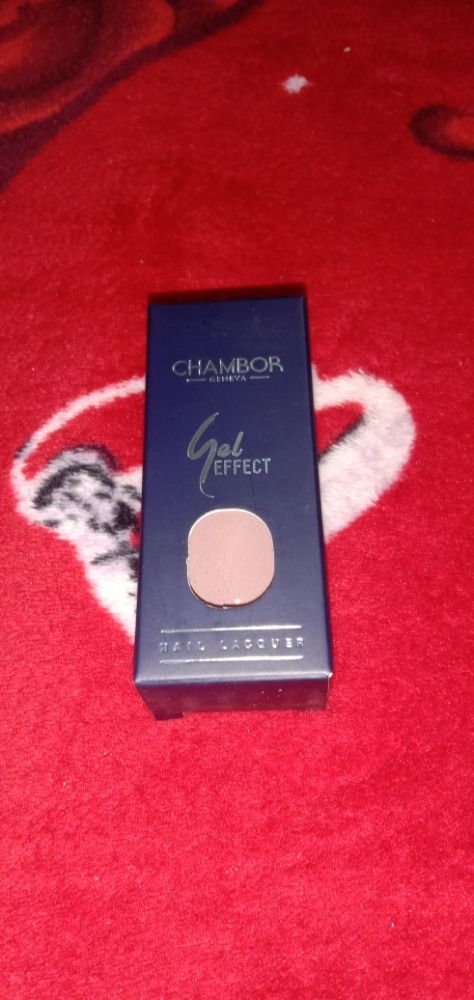 CHAMBOR
GENEVA
Gel
EFFECT
NAIL LACQUER